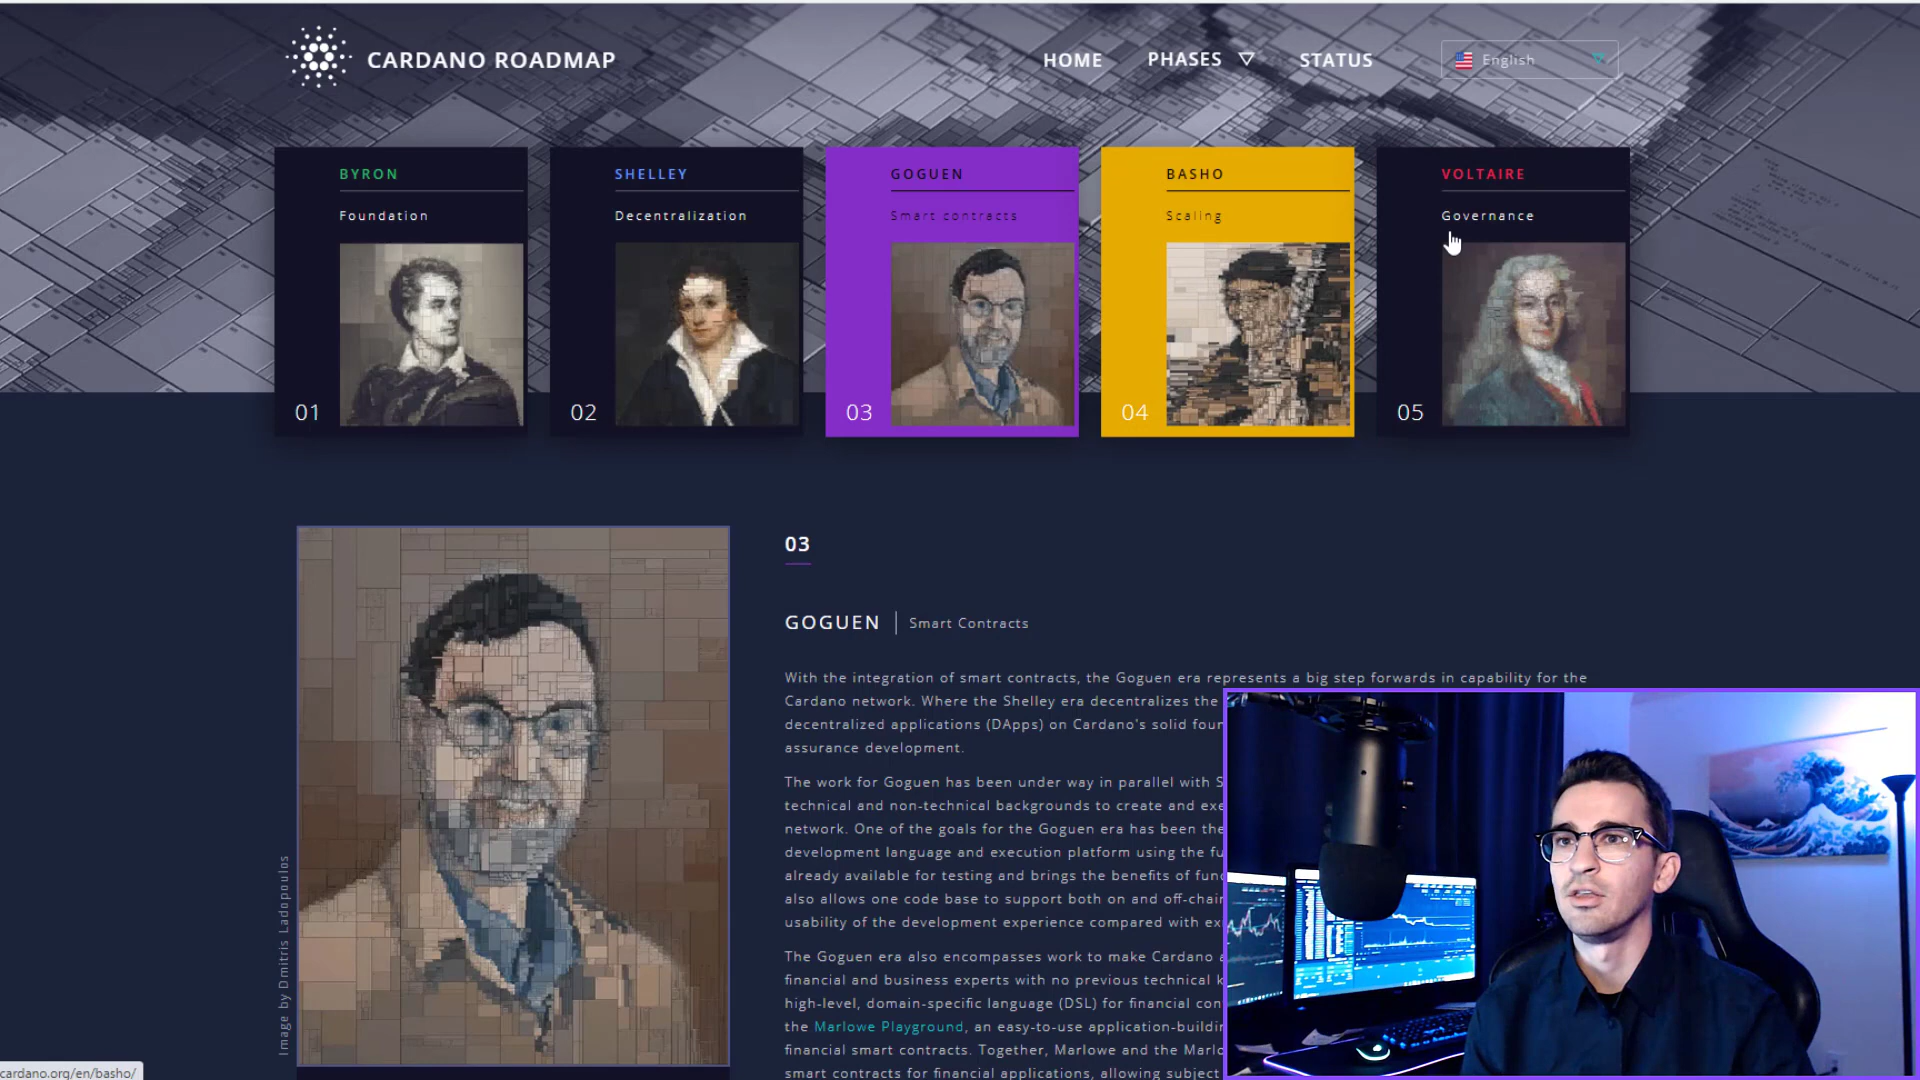 CARDANO ROADMAP
HOME
PHASES
STATUS
English
BYRON
Foundation
01
SHELLEY
Decentralization
02
GOGUEN
Smart contracts
03
BASHO
Scaling
04
VOLTAIRE
Governance
05
Image by Dmitris Ladopoulos
03
GOGUEN
Smart Contracts
With the integration of smart contracts, the Goguen era represents a big step forwards in capability for the
Cardano network. Where the Shelley era decentralizes the
decentralized applications (DApps) on Cardano's solid
assurance development.
The work for Goguen has been under way in parallel with
technical and non-technical backgrounds to create and
network. One of the goals for the Goguen era has been the
development language and execution platform using the
already available for testing and brings the benefits of
also allows one code base to support both on and
usability of the development experience compared with
The Goguen era also encompasses work to make Cardano
financial and business experts with no previous technical
high-level, domain-specific language (DSL) for financial
the Marlowe Playground, an easy-to-use
financial smart contracts. Together, Marlowe and the
smart contracts for financial applications, allowing subject
cardano.org/en/basho/